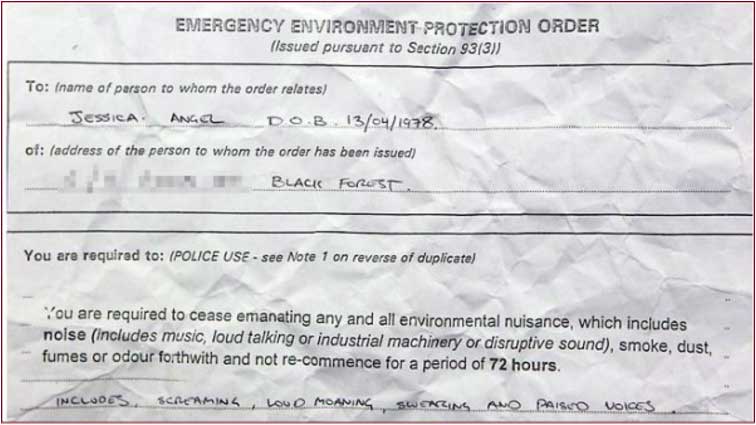 EMERGENCY ENVIRONMENT PROTECTION ORDER
(Issued pursuant to Section 93(3))
To: (name of person to whom the order relates)
JESSICA. ANGEL D.O.B. 13/04/1978.
of: (address of the person to whom the order has been issued)
BLACK FOREST.
You are required to: (POLICE USE - see Note 1 on reverse of duplicate)
You are required to cease emanating any and all environmental nuisance, which includes
noise (includes music, loud talking or industrial machinery or disruptive sound), smoke, dust,
fumes or odour forthwith and not re-commence for a period of 72 hours.
INCLUDES, SCREAMING, LOUD MOANING, SWEARING AND RAISED VOICES.